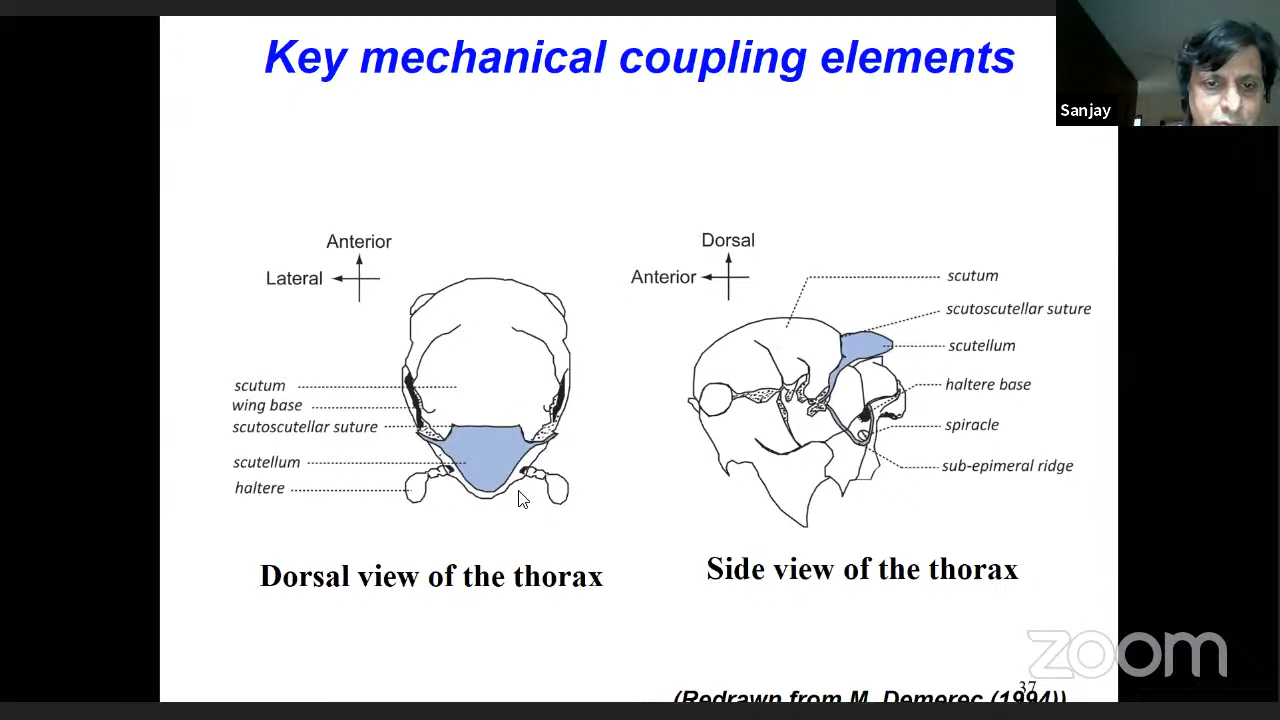 Key mechanical coupling elements
Sanjay
Anterior
Lateral
scutum
wing base
scutoscutellar suture
scutellum
haltere
Dorsal view of the thorax
Dorsal
Anterior
scutum
scutoscutellar suture
scutellum
haltere base
spiracle
sub-epimeral ridge
Side view of the thorax
zoom
37
(Redrawn from M. Demerec (1994))